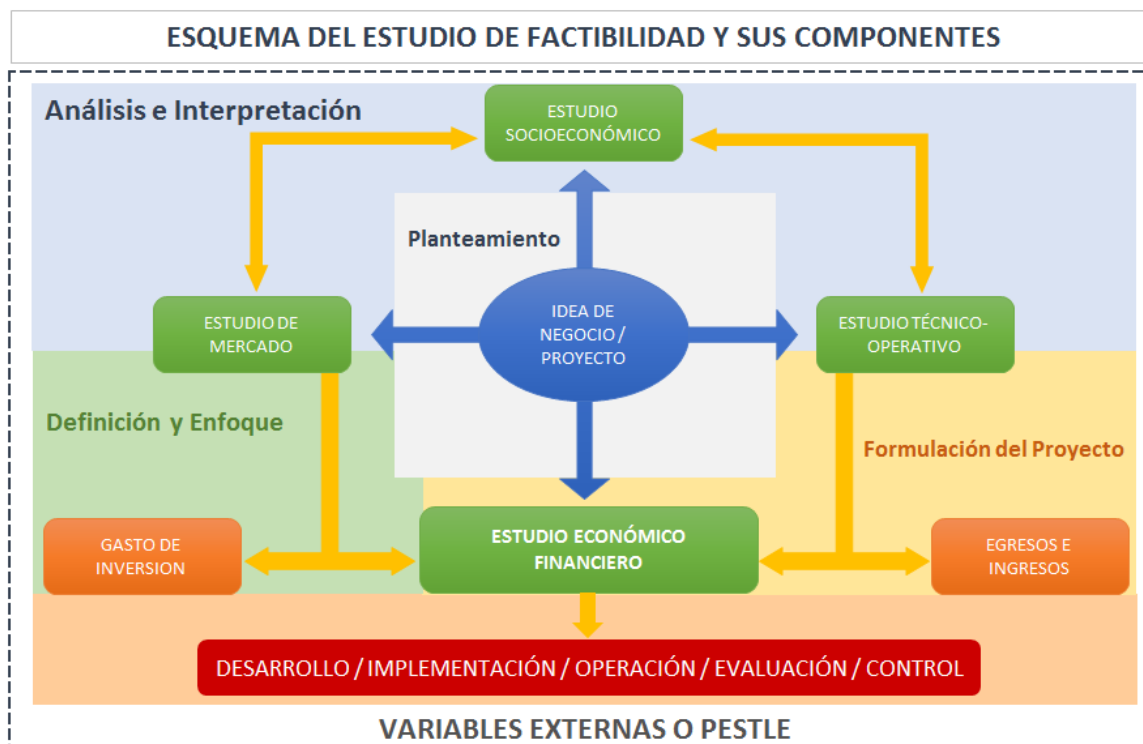 ESQUEMA DEL ESTUDIO DE FACTIBILIDAD Y SUS COMPONENTES
Análisis e Interpretación
ESTUDIO
SOCIOECONÓMICO
Planteamiento
ESTUDIO DE
MERCADO
IDEA DE
NEGOCIO /
PROYECTO
ESTUDIO TÉCNICO-
OPERATIVO
Definición y Enfoque
Formulación del Proyecto
GASTO DE
INVERSION
ESTUDIO ECONÓMICO
FINANCIERO
EGRESOS E
INGRESOS
DESARROLLO / IMPLEMENTACIÓN / OPERACIÓN / EVALUACIÓN / CONTROL
VARIABLES EXTERNAS O PESTLE